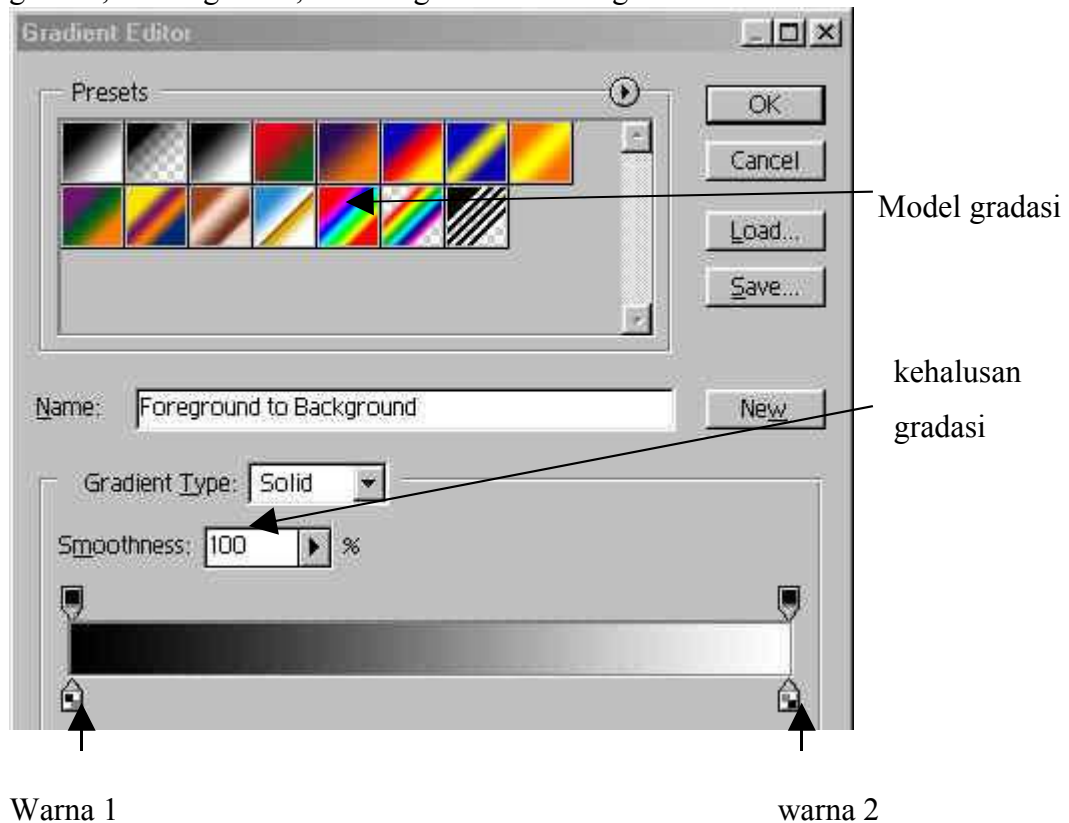 Gradient Editor
Presets
OK
Cancel
Model gradasi
Load...
Save...
kehalusan
gradasi
Name: Foreground to Background
New
Gradient Type: Solid
Smoothness: 100 %
Warna 1 warna 2